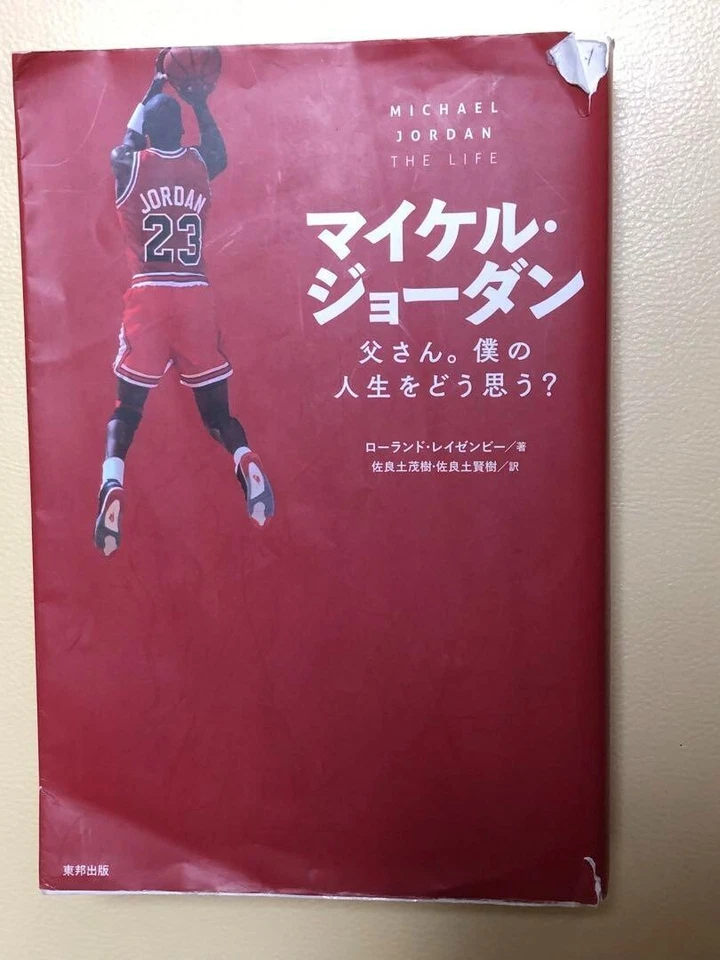 MICHAEL
JORDAN
THE LIFE
マイケル・
ジョーダン
父さん。僕の
人生をどう思う?
ローランド・レイゼンビー/著
佐良土茂樹・佐良土賢樹/訳
JORDAN
23
東邦出版